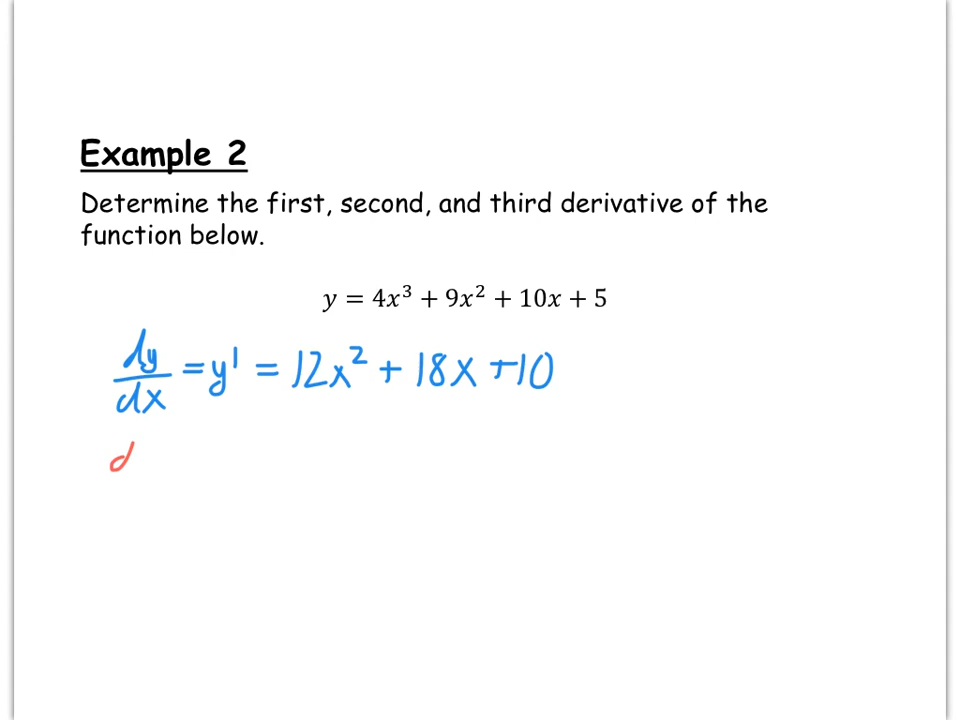 Example 2
Determine the first, second, and third derivative of the
function below.
y = 4x³ + 9x² + 10x + 5
dy/dx = y' = 12x² + 18x + 10
d